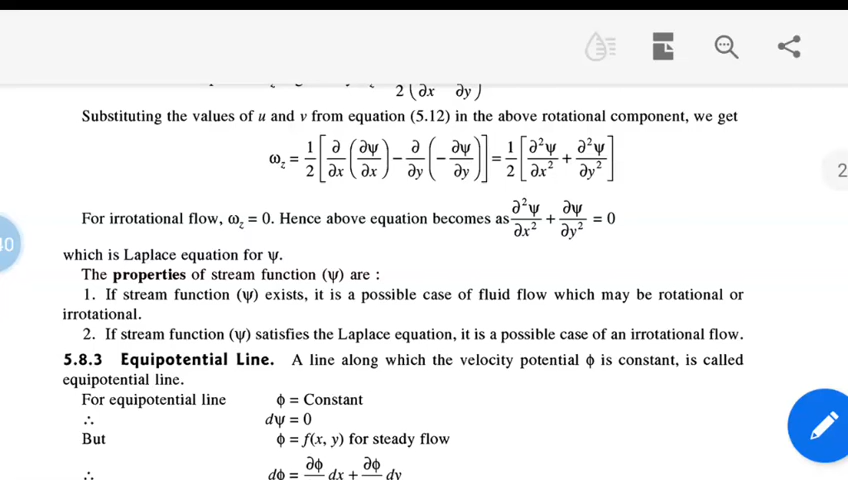 2 ( ∂x ∂y )
Substituting the values of u and v from equation (5.12) in the above rotational component, we get
ω_z = 1/2 [ ∂/∂x (∂ψ/∂x) − ∂/∂y (− ∂ψ/∂y) ] = 1/2 [ ∂²ψ/∂x² + ∂²ψ/∂y² ]
2
For irrotational flow, ω_z = 0. Hence above equation becomes as ∂²ψ/∂x² + ∂ψ/∂y² = 0
40
which is Laplace equation for ψ.
The properties of stream function (ψ) are :
1. If stream function (ψ) exists, it is a possible case of fluid flow which may be rotational or
irrotational.
2. If stream function (ψ) satisfies the Laplace equation, it is a possible case of an irrotational flow.
5.8.3 Equipotential Line. A line along which the velocity potential ϕ is constant, is called
equipotential line.
For equipotential line ϕ = Constant
∴ dψ = 0
But ϕ = f(x, y) for steady flow
∴ dϕ = ∂ϕ dx + ∂ϕ dy